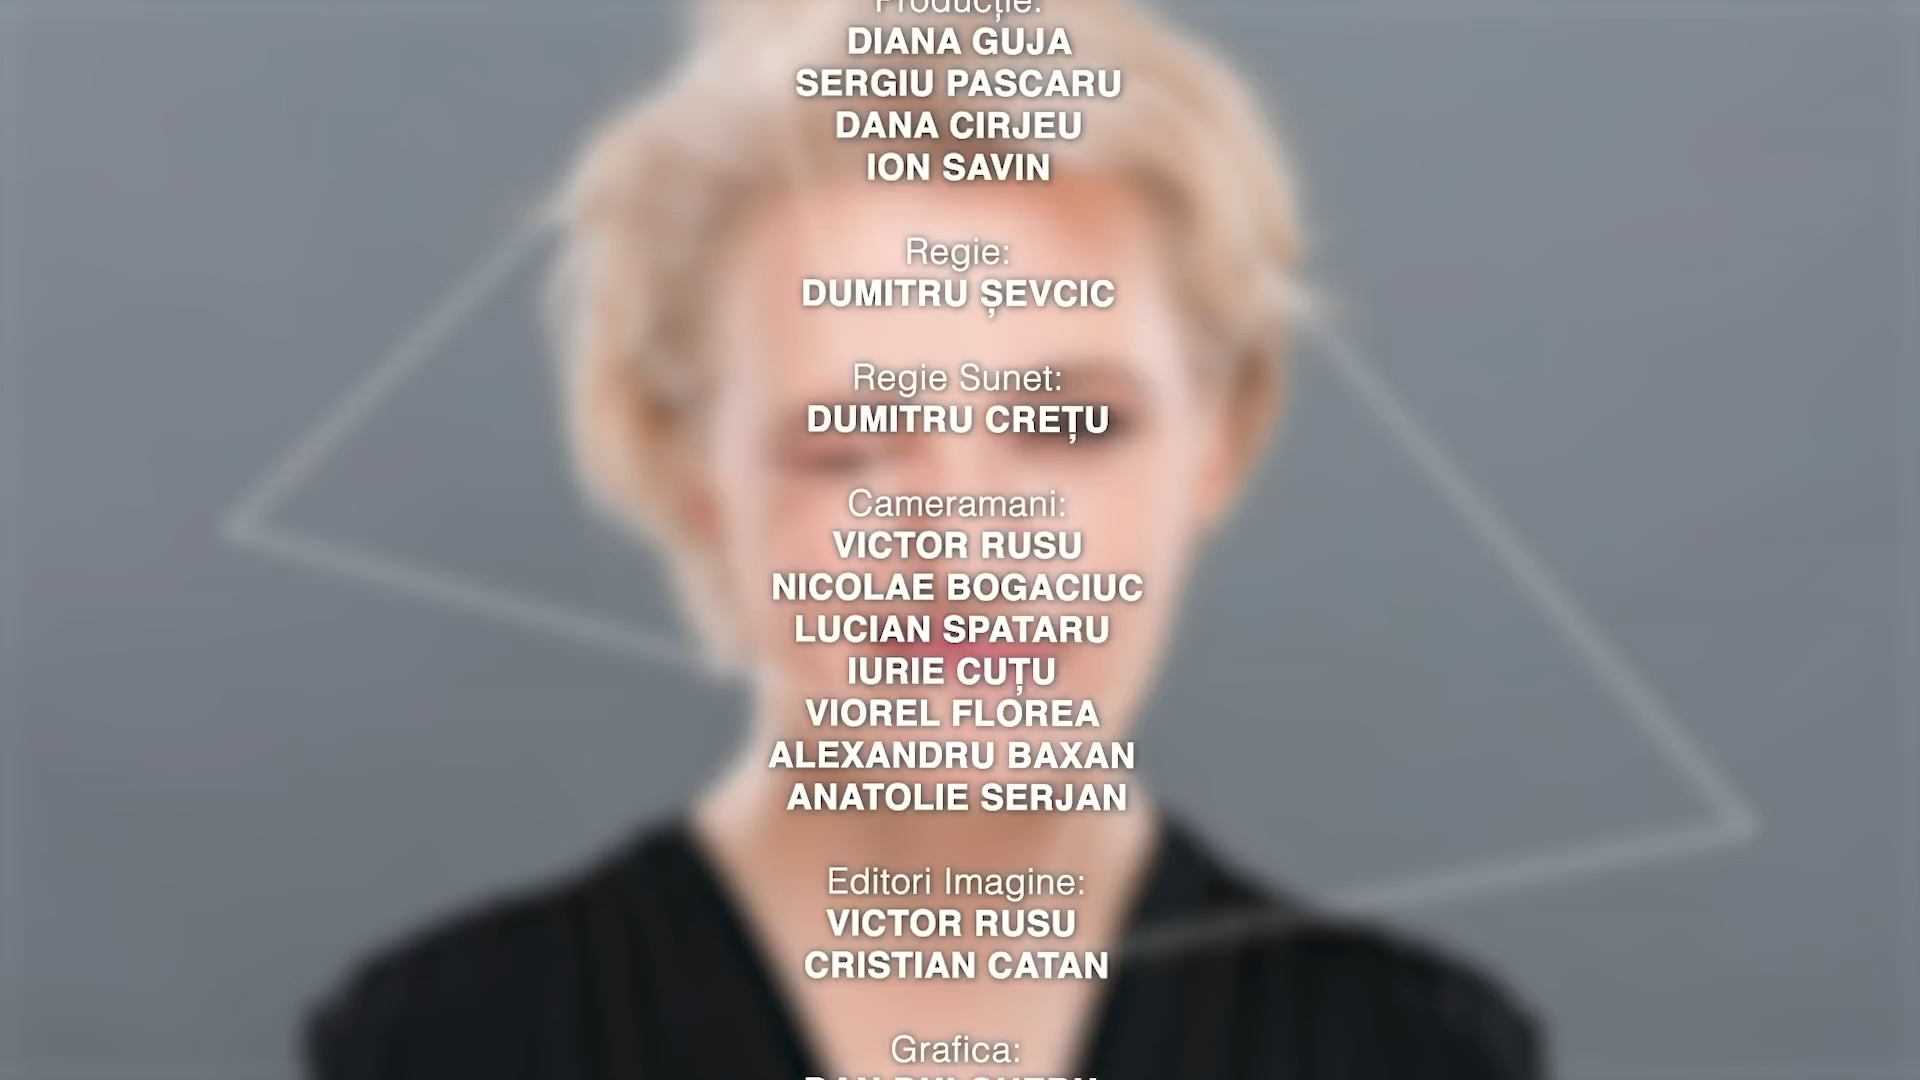 Producție:
DIANA GUJA
SERGIU PASCARU
DANA CIRJEU
ION SAVIN
Regie:
DUMITRU ȘEVCIC
Regie Sunet:
DUMITRU CREȚU
Cameramani:
VICTOR RUSU
NICOLAE BOGACIUC
LUCIAN SPATARU
IURIE CUȚU
VIOREL FLOREA
ALEXANDRU BAXAN
ANATOLIE SERJAN
Editori Imagine:
VICTOR RUSU
CRISTIAN CATAN
Grafica: